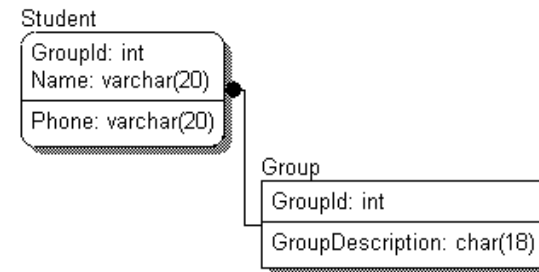 Student
GroupId: int
Name: varchar(20)
Phone: varchar(20)
Group
GroupId: int
GroupDescription: char(18)